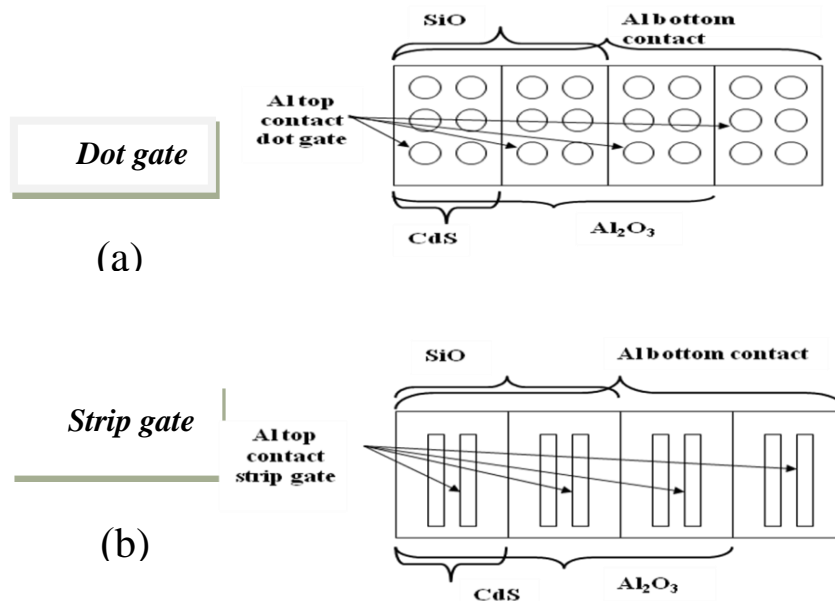 SiO
Al bottom
contact
Al top
contact
dot gate
Dot gate
CdS
Al₂O₃
(a)
SiO
Al bottom contact
Strip gate
Al top
contact
strip gate
(b)
CdS
Al₂O₃